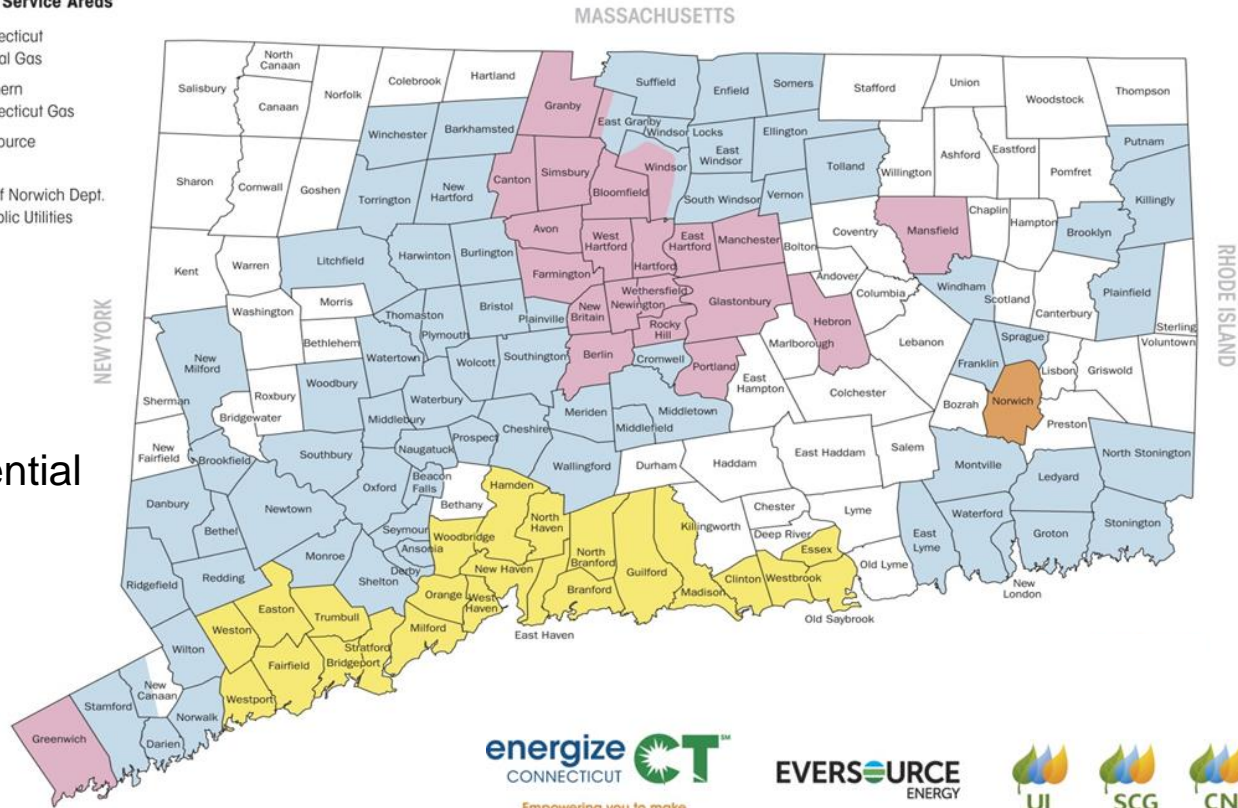 Service Areas
ecticut
al Gas
ern
ecticut Gas
ource
f Norwich Dept.
blic Utilities
ential
MASSACHUSETTS
NEW YORK
RHODE ISLAND
Salisbury
North
Canaan
Canaan
Norfolk
Colebrook
Hartland
Granby
Suffield
East Granby
Windsor Locks
Enfield
Somers
Stafford
Union
Woodstock
Thompson
Winchester
Barkhamsted
East
Windsor
Ellington
Tolland
Willington
Ashford
Eastford
Pomfret
Putnam
Killingly
Sharon
Cornwall
Goshen
Torrington
New
Hartford
Canton
Simsbury
Bloomfield
Windsor
South Windsor
Vernon
Mansfield
Chaplin
Hampton
Brooklyn
Kent
Warren
Litchfield
Harwinton
Burlington
Avon
West
Hartford
Hartford
East
Hartford
Manchester
Bolton
Coventry
Andover
Columbia
Windham
Scotland
Canterbury
Plainfield
Sterling
Voluntown
Farmington
Wethersfield
Newington
New
Britain
Rocky
Hill
Glastonbury
Hebron
Marlborough
Lebanon
Franklin
Sprague
Lisbon
Griswold
Washington
Morris
Bethlehem
Thomaston
Plymouth
Bristol
Plainville
Berlin
Cromwell
Portland
East
Hampton
Colchester
Bozrah
Norwich
Preston
New
Milford
Watertown
Wolcott
Southington
Woodbury
Roxbury
Sherman
Bridgewater
Waterbury
Middlebury
Meriden
Middletown
Middlefield
Cheshire
Prospect
Naugatuck
New
Fairfield
Brookfield
Southbury
Wallingford
Durham
Haddam
East Haddam
Salem
Montville
North Stonington
Ledyard
Danbury
Bethel
Newtown
Oxford
Beacon
Falls
Bethany
Hamden
North
Haven
Killingworth
Chester
Deep River
Lyme
Essex
Waterford
East
Lyme
Groton
Stonington
Old Lyme
New
London
Seymour
Ansonia
Derby
Woodbridge
Monroe
Shelton
New Haven
North
Branford
Branford
Guilford
Madison
Clinton
Westbrook
Old Saybrook
East Haven
Orange
West
Haven
Milford
Ridgefield
Redding
Easton
Trumbull
Weston
Stratford
Bridgeport
Fairfield
Westport
Wilton
New
Canaan
Norwalk
Stamford
Darien
Greenwich
energize CT SM
CONNECTICUT
EVERSOURCE
ENERGY
UI
SCG
CN